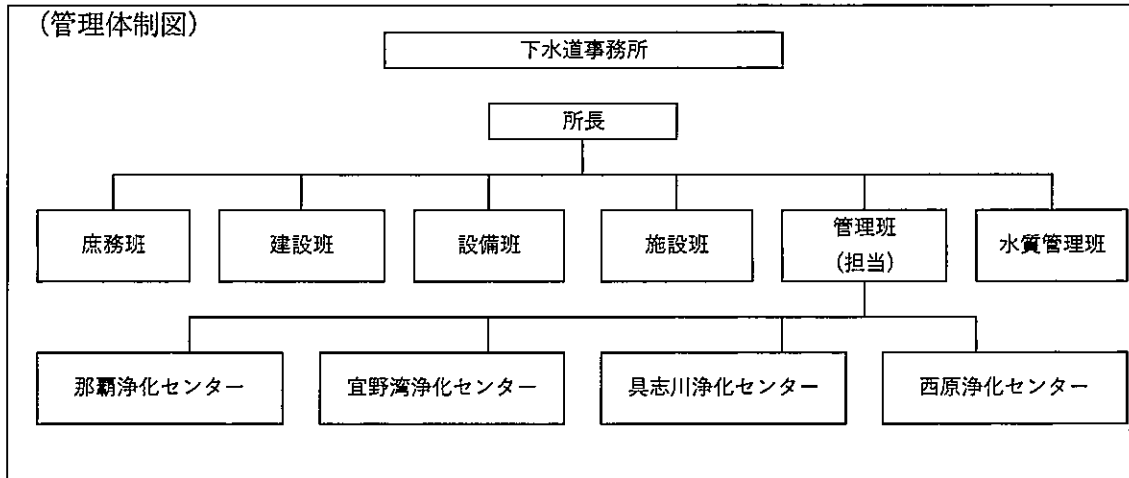 (管理体制図)
下水道事務所
所長
庶務班
建設班
設備班
施設班
管理班
(担当)
水質管理班
那覇浄化センター
宜野湾浄化センター
具志川浄化センター
西原浄化センター